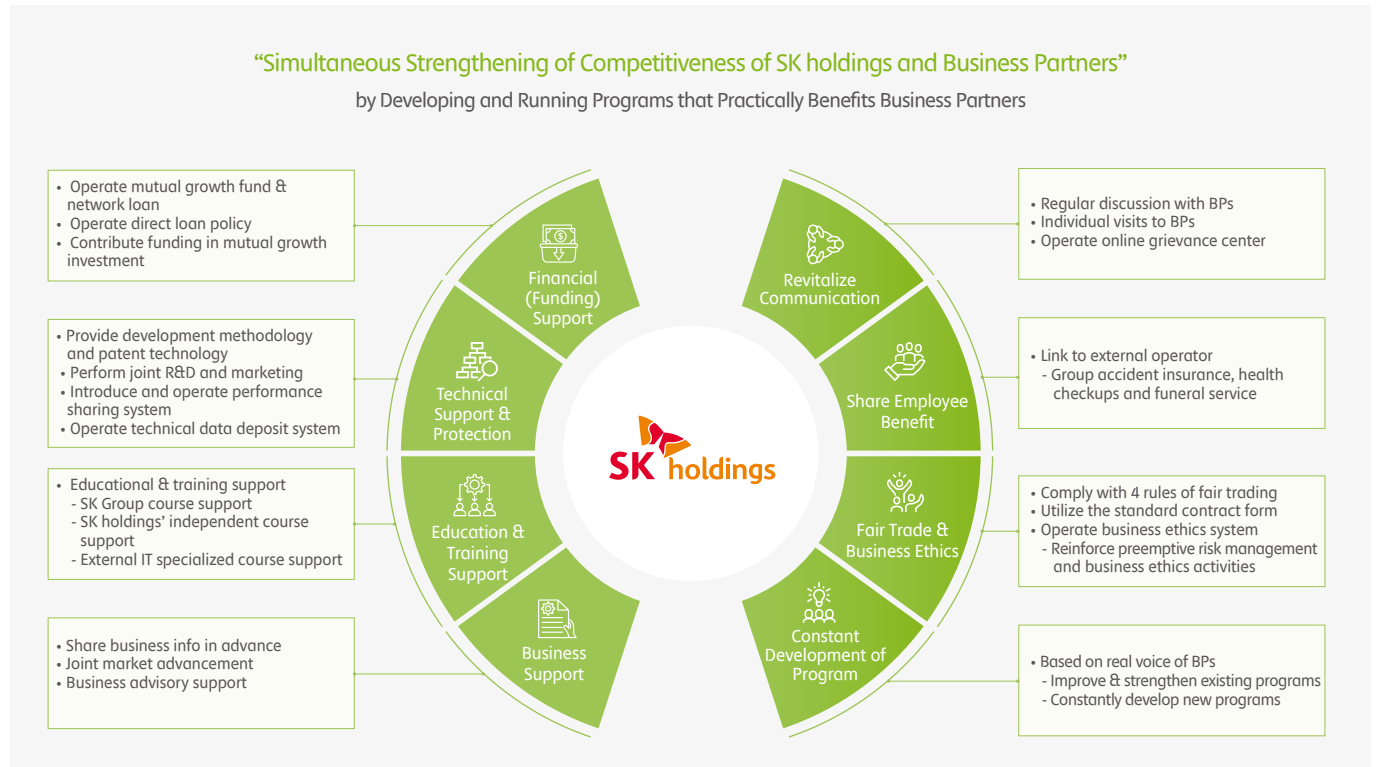 “Simultaneous Strengthening of Competitiveness of SK holdings and Business Partners”
by Developing and Running Programs that Practically Benefits Business Partners
• Operate mutual growth fund &
network loan
• Operate direct loan policy
• Contribute funding in mutual growth
investment
Financial
(Funding)
Support
• Provide development methodology
and patent technology
• Perform joint R&D and marketing
• Introduce and operate performance
sharing system
• Operate technical data deposit system
Technical
Support &
Protection
• Educational & training support
- SK Group course support
- SK holdings’ independent course
support
- External IT specialized course support
Education &
Training
Support
• Share business info in advance
• Joint market advancement
• Business advisory support
Business
Support
SK holdings
Revitalize
Communication
• Regular discussion with BPs
• Individual visits to BPs
• Operate online grievance center
Share Employee
Benefit
• Link to external operator
- Group accident insurance, health
checkups and funeral service
Fair Trade &
Business Ethics
• Comply with 4 rules of fair trading
• Utilize the standard contract form
• Operate business ethics system
- Reinforce preemptive risk management
and business ethics activities
Constant
Development of
Program
• Based on real voice of BPs
- Improve & strengthen existing programs
- Constantly develop new programs